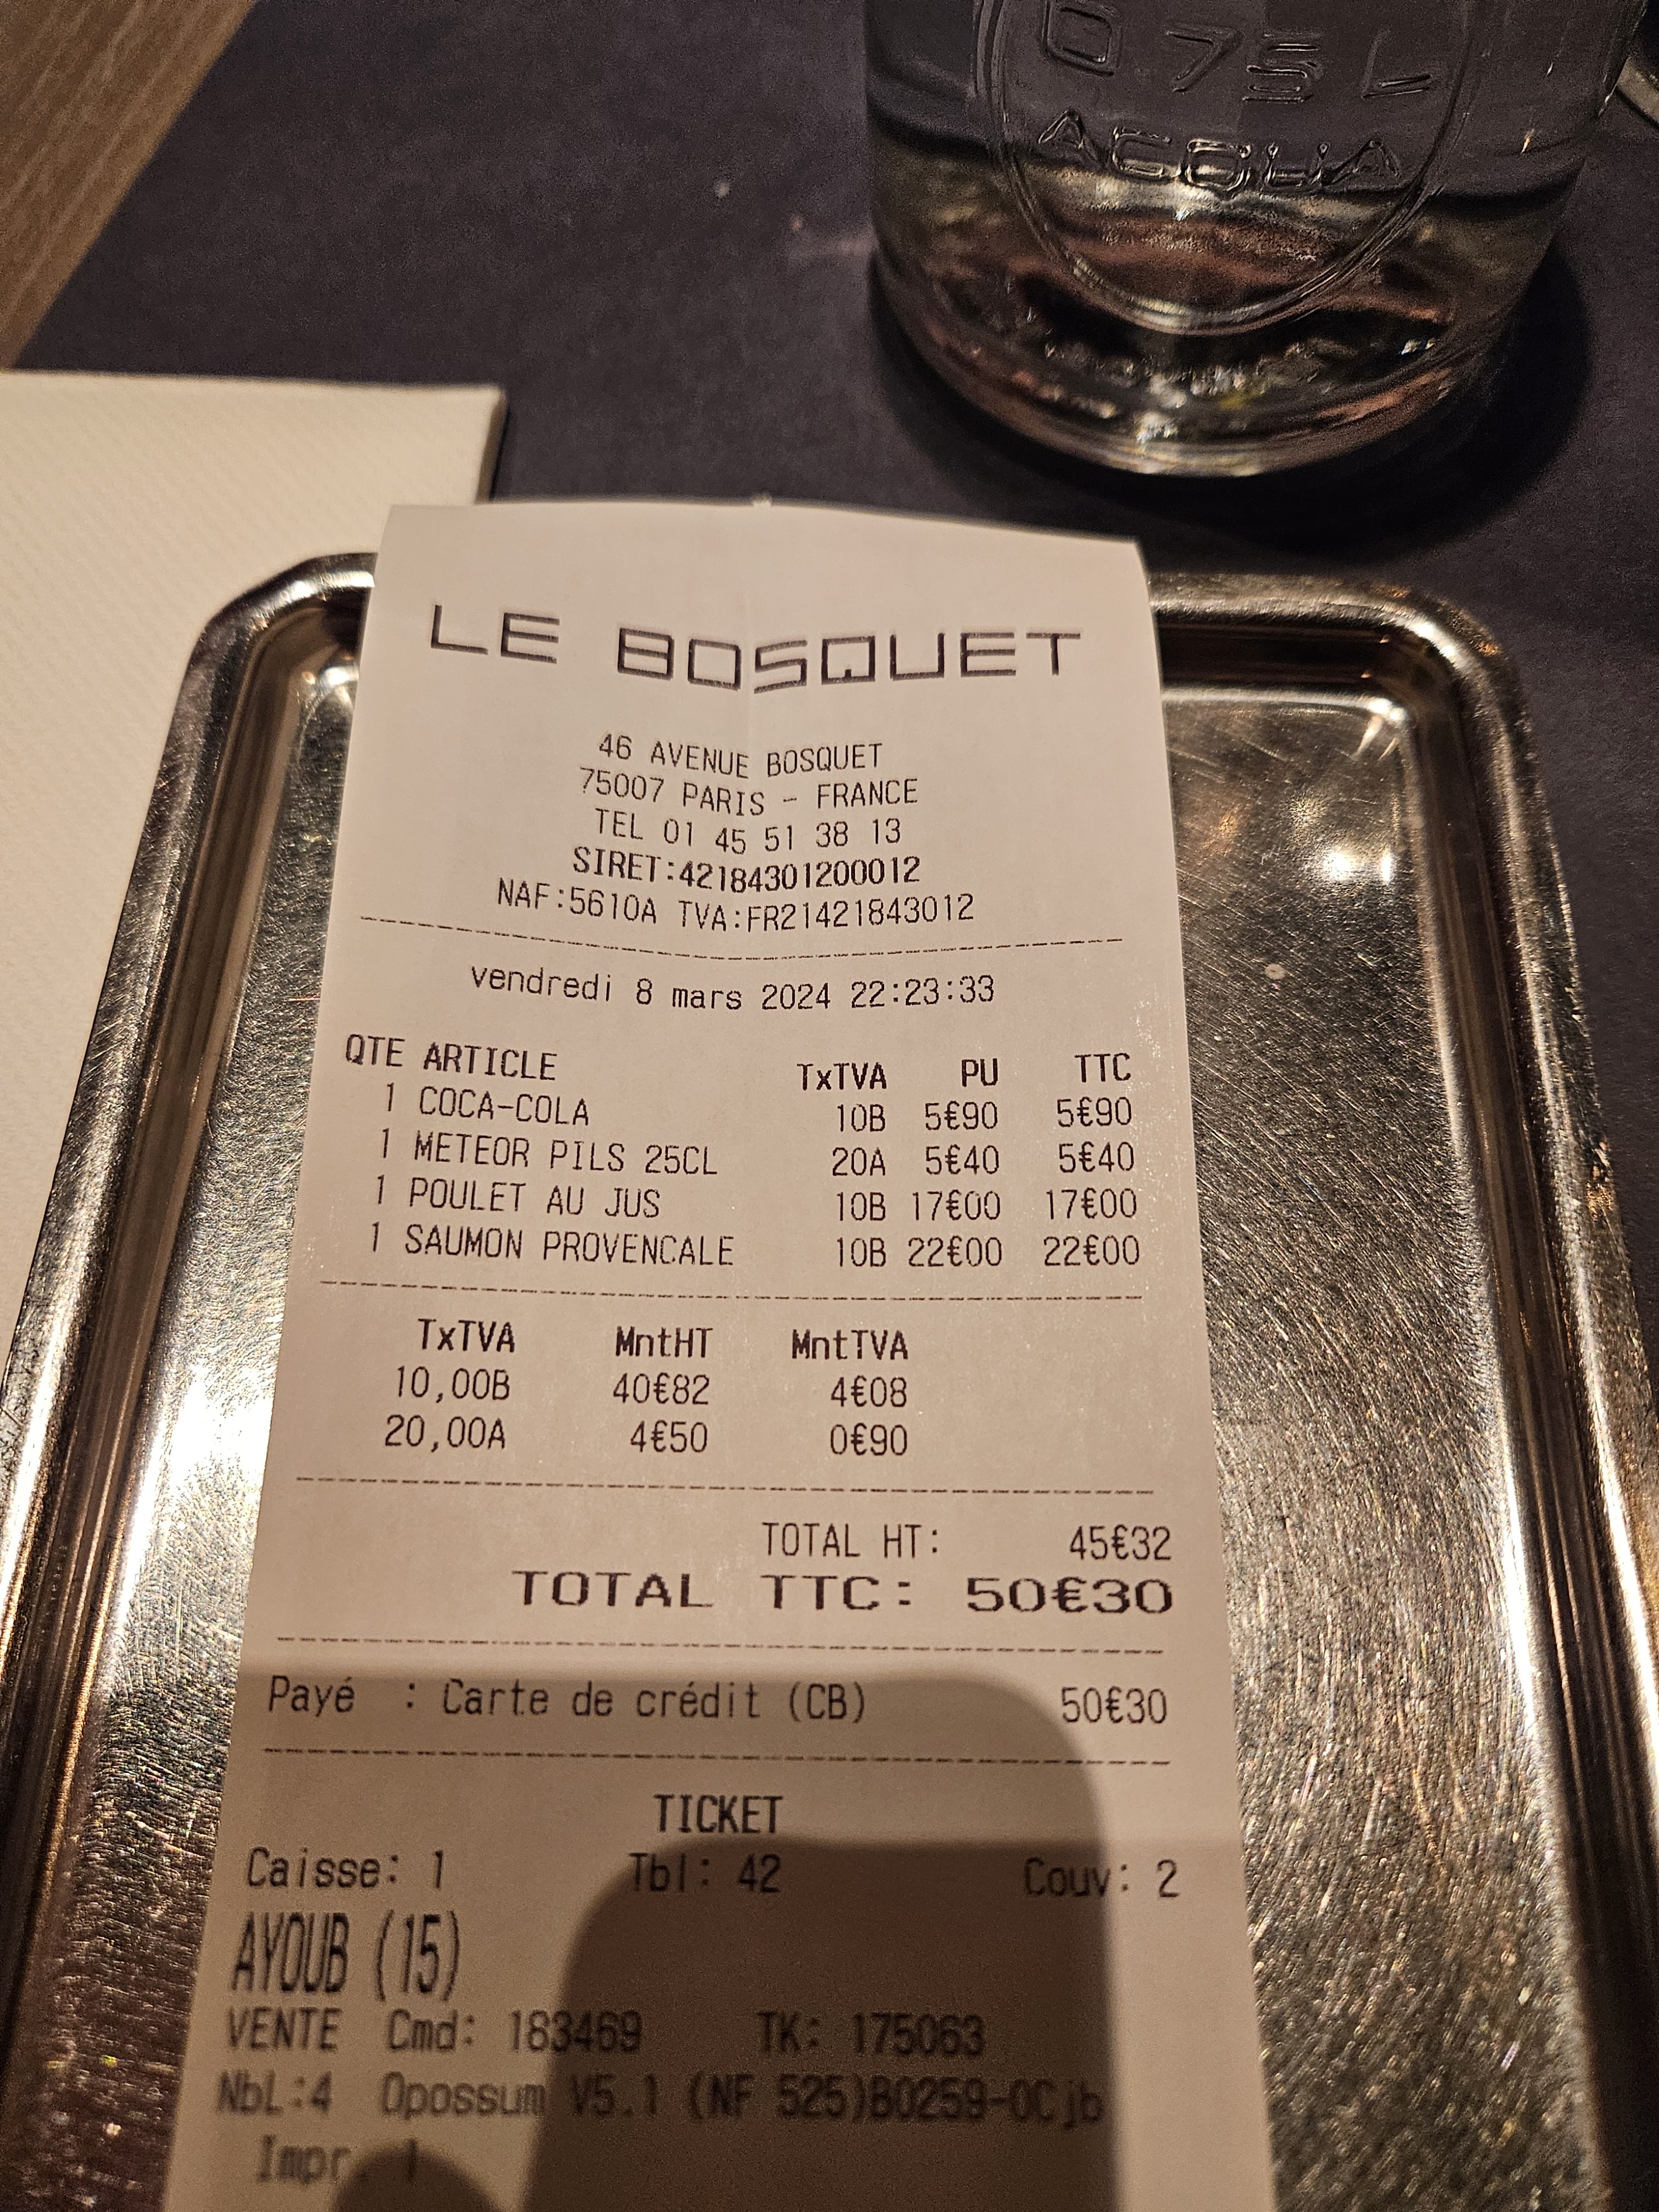 0.75 L
ACQUA
LE BOSQUET
46 AVENUE BOSQUET
75007 PARIS - FRANCE
TEL 01 45 51 38 13
SIRET:42184301200012
NAF:5610A TVA:FR21421843012
vendredi 8 mars 2024 22:23:33
QTE ARTICLE TxTVA PU TTC
1 COCA-COLA 10B 5€90 5€90
1 METEOR PILS 25CL 20A 5€40 5€40
1 POULET AU JUS 10B 17€00 17€00
1 SAUMON PROVENCALE 10B 22€00 22€00
TxTVA MntHT MntTVA
10,00B 40€82 4€08
20,00A 4€50 0€90
TOTAL HT: 45€32
TOTAL TTC: 50€30
Payé : Carte de crédit (CB) 50€30
TICKET
Caisse: 1 Tbl: 42 Couv: 2
AYOUB (15)
VENTE Cmd: 183469 TK: 175063
NbL:4 Opossum V5.1 (NF 525)B0259-0Cjb
Impr 1